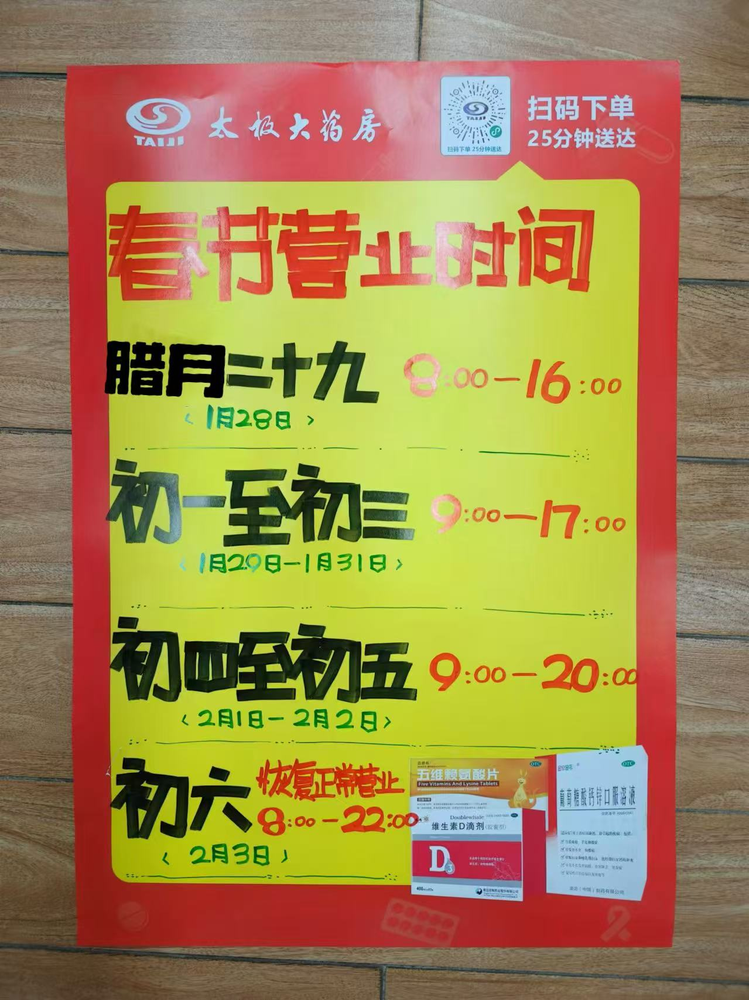 TAIJI
太极大药房
TAIJI
扫码下单 25分钟送达
扫码下单
25分钟送达
春节营业时间
腊月二十九 8:00—16:00
<1月28日>
初一至初三 9:00—17:00
<1月29日—1月31日>
初四至初五 9:00—20:00
<2月1日—2月2日>
初六 恢复正常营业
8:00—22:00
<2月3日>
OTC
五维赖氨酸片
Five Vitamins And Lysine Tablets
Doublewhale
维生素D滴剂(胶囊型)
D3
OTC
葡萄糖酸钙锌口服溶液